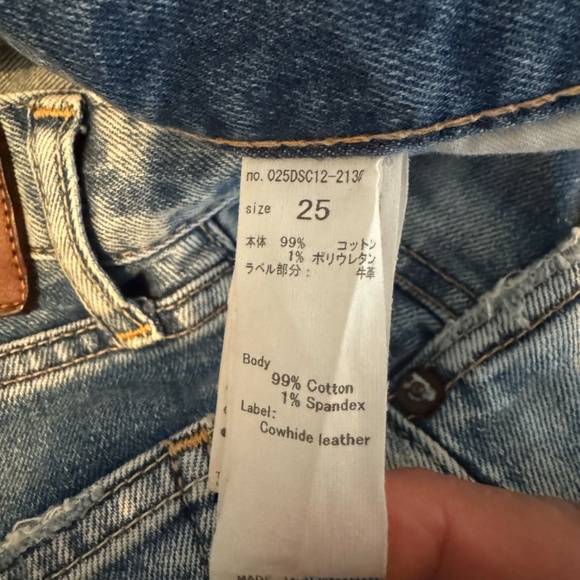 no. 025DSC12-213
size 25
本体 99% コットン
1% ポリウレタン
ラベル部分: 牛革
Body
99% Cotton
1% Spandex
Label:
Cowhide leather
MADE